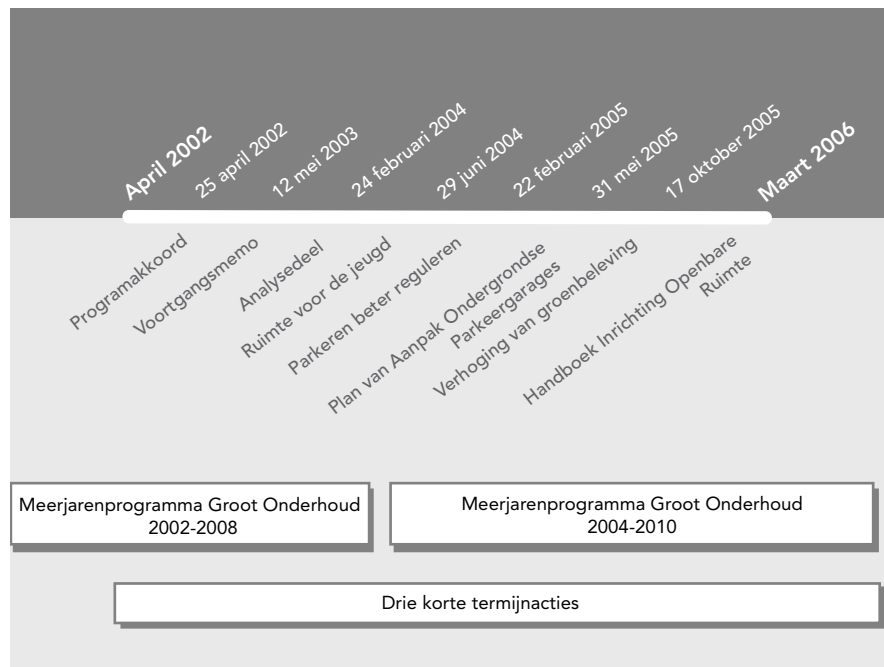 April 2002
25 april 2002
12 mei 2003
24 februari 2004
29 juni 2004
22 februari 2005
31 mei 2005
17 oktober 2005
Maart 2006
Programakkoord
Voortgangsmemo
Analysedeel
Ruimte voor de jeugd
Parkeren beter reguleren
Plan van Aanpak Ondergrondse
Parkeergarages
Verhoging van groenbeleving
Handboek Inrichting Openbare
Ruimte
Meerjarenprogramma Groot Onderhoud
2002-2008
Meerjarenprogramma Groot Onderhoud
2004-2010
Drie korte termijnacties